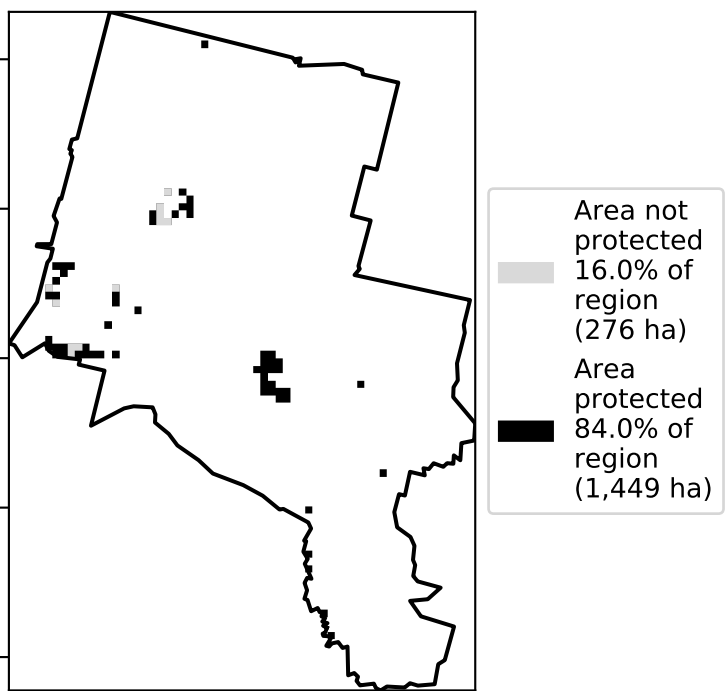 Area not
protected
16.0% of
region
(276 ha)
Area
protected
84.0% of
region
(1,449 ha)